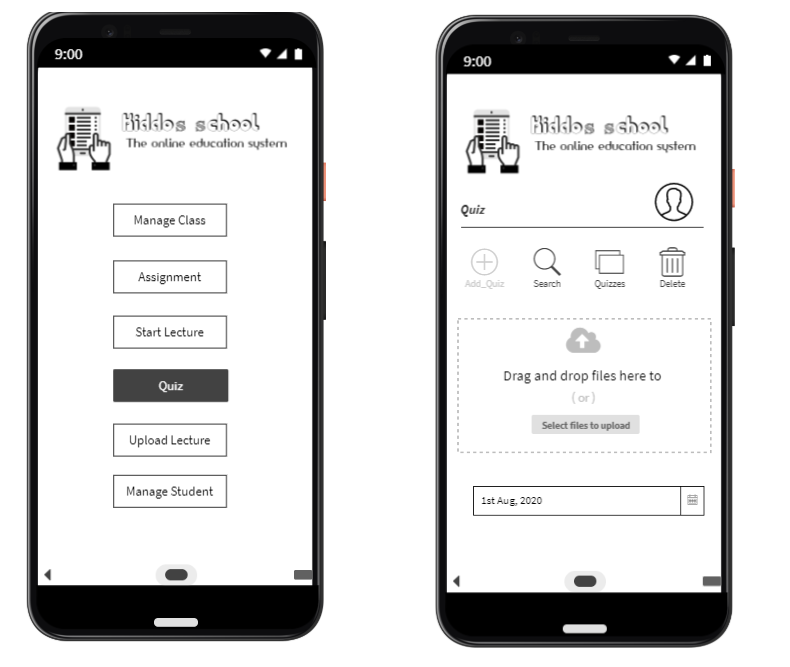 9:00
Kiddos school
The online education system
Manage Class
Assignment
Start Lecture
Quiz
Upload Lecture
Manage Student
9:00
Kiddos school
The online education system
Quiz
Add_Quiz Search Quizzes Delete
Drag and drop files here to
( or )
Select files to upload
1st Aug, 2020